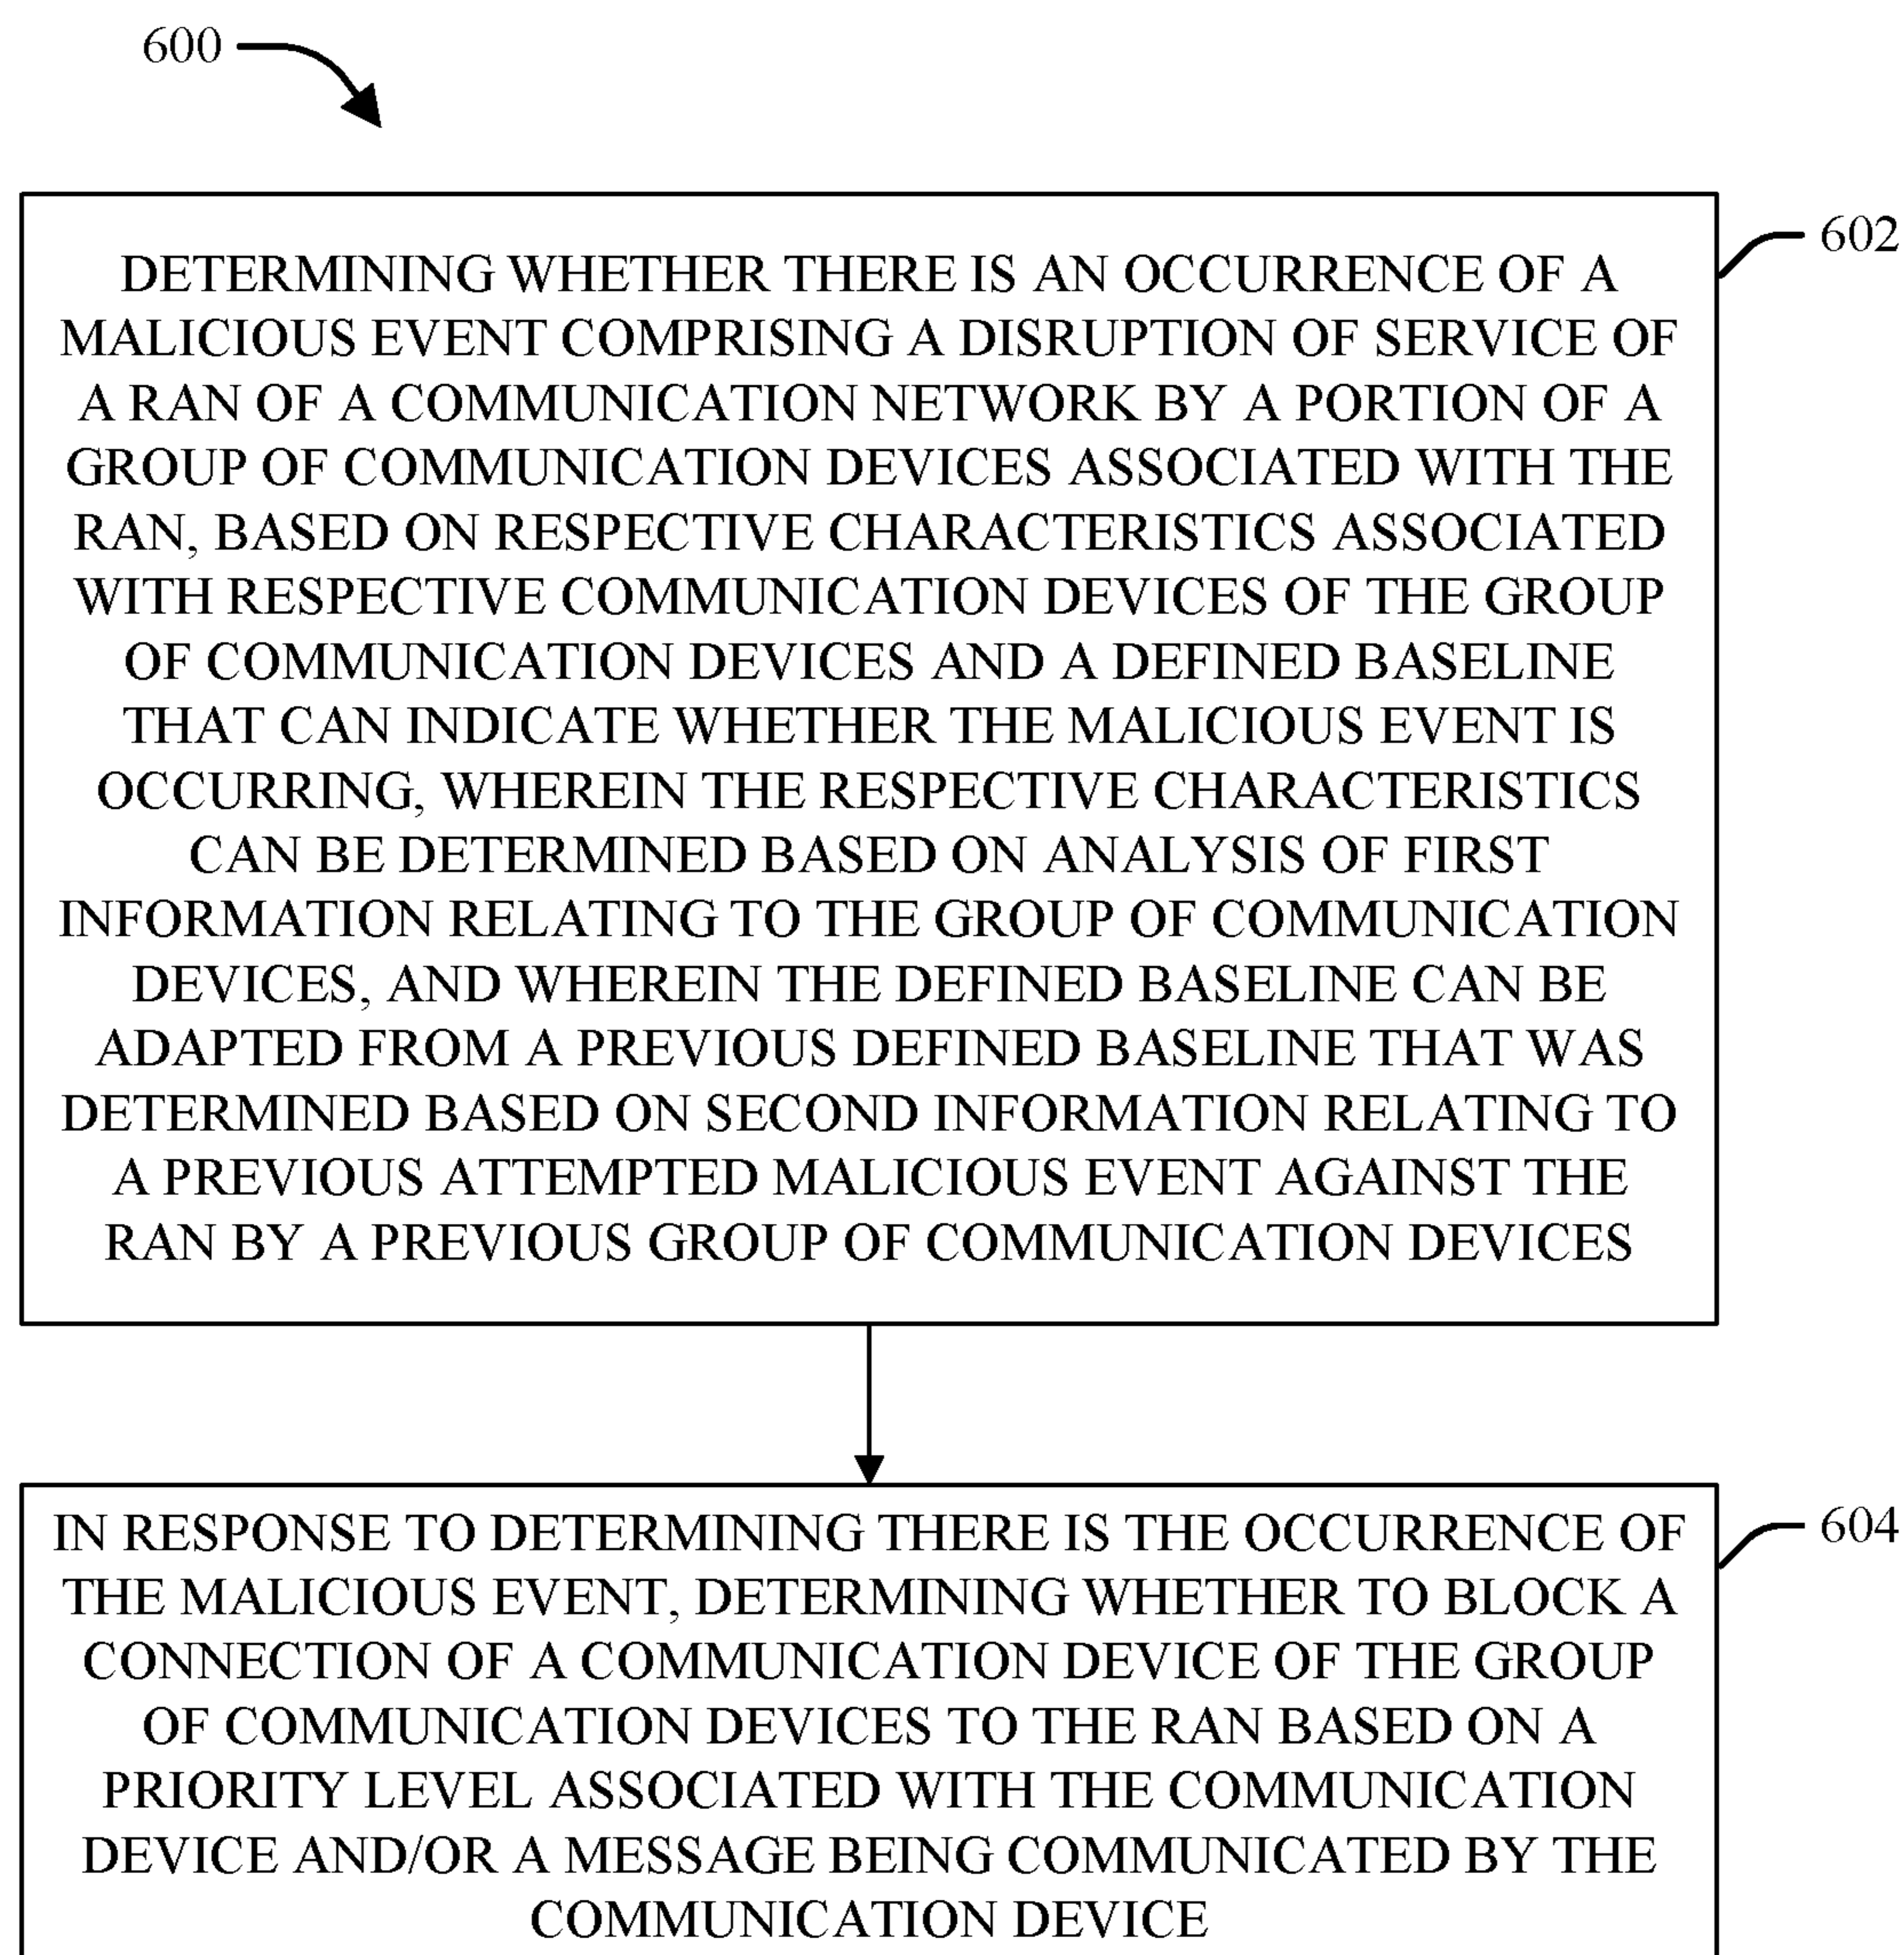 600
602
DETERMINING WHETHER THERE IS AN OCCURRENCE OF A
MALICIOUS EVENT COMPRISING A DISRUPTION OF SERVICE OF
A RAN OF A COMMUNICATION NETWORK BY A PORTION OF A
GROUP OF COMMUNICATION DEVICES ASSOCIATED WITH THE
RAN, BASED ON RESPECTIVE CHARACTERISTICS ASSOCIATED
WITH RESPECTIVE COMMUNICATION DEVICES OF THE GROUP
OF COMMUNICATION DEVICES AND A DEFINED BASELINE
THAT CAN INDICATE WHETHER THE MALICIOUS EVENT IS
OCCURRING, WHEREIN THE RESPECTIVE CHARACTERISTICS
CAN BE DETERMINED BASED ON ANALYSIS OF FIRST
INFORMATION RELATING TO THE GROUP OF COMMUNICATION
DEVICES, AND WHEREIN THE DEFINED BASELINE CAN BE
ADAPTED FROM A PREVIOUS DEFINED BASELINE THAT WAS
DETERMINED BASED ON SECOND INFORMATION RELATING TO
A PREVIOUS ATTEMPTED MALICIOUS EVENT AGAINST THE
RAN BY A PREVIOUS GROUP OF COMMUNICATION DEVICES
604
IN RESPONSE TO DETERMINING THERE IS THE OCCURRENCE OF
THE MALICIOUS EVENT, DETERMINING WHETHER TO BLOCK A
CONNECTION OF A COMMUNICATION DEVICE OF THE GROUP
OF COMMUNICATION DEVICES TO THE RAN BASED ON A
PRIORITY LEVEL ASSOCIATED WITH THE COMMUNICATION
DEVICE AND/OR A MESSAGE BEING COMMUNICATED BY THE
COMMUNICATION DEVICE